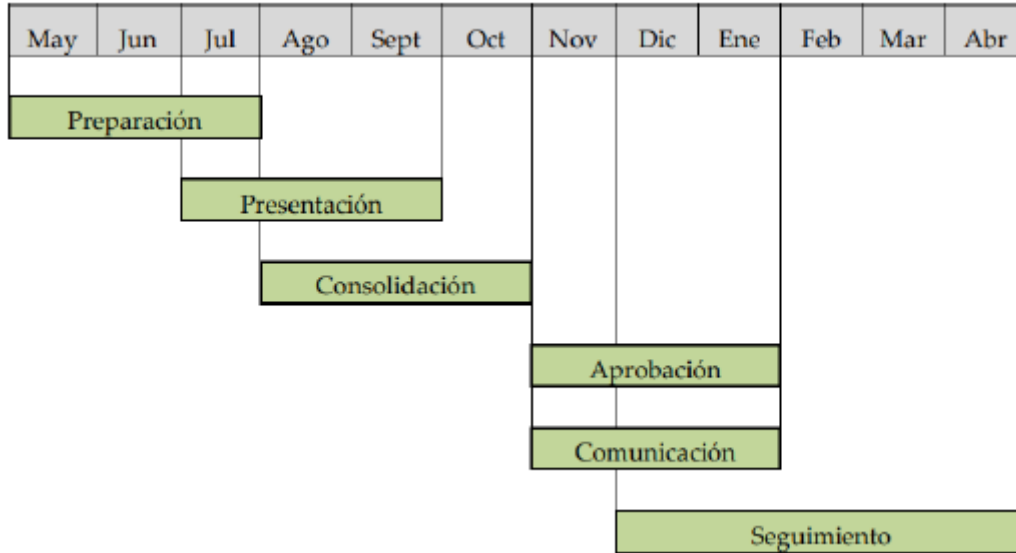 May Jun Jul Ago Sept Oct Nov Dic Ene Feb Mar Abr
Preparación
Presentación
Consolidación
Aprobación
Comunicación
Seguimiento